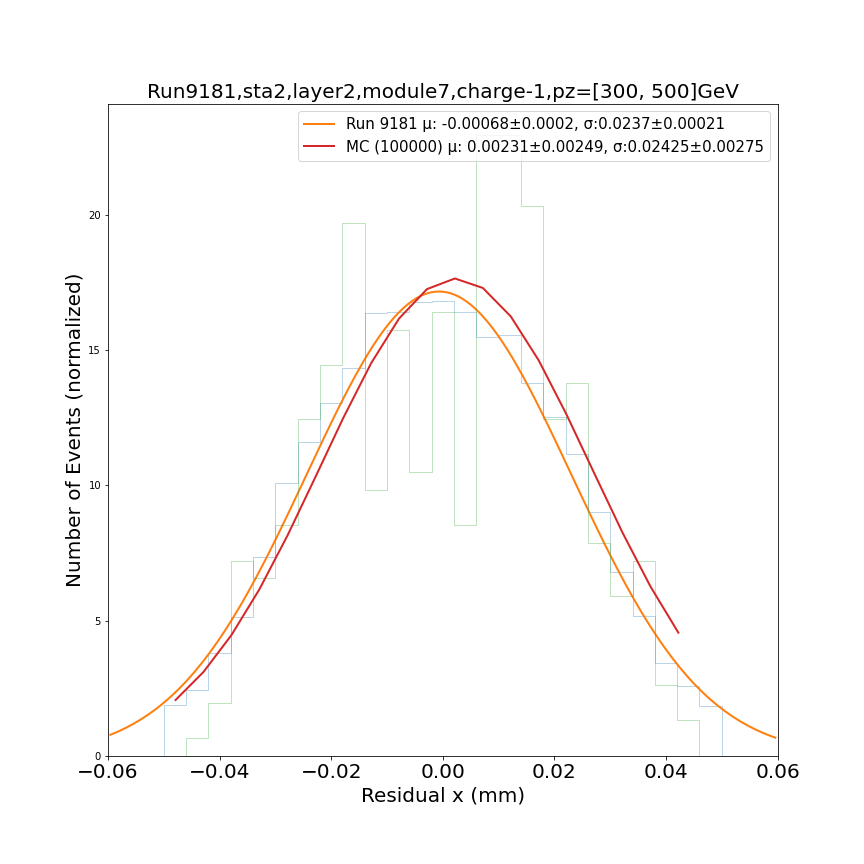 Run9181,sta2,layer2,module7,charge-1,pz=[300, 500]GeV
Run 9181 μ: -0.00068±0.0002, σ:0.0237±0.00021
MC (100000) μ: 0.00231±0.00249, σ:0.02425±0.00275
Number of Events (normalized)
20
15
10
5
0
−0.06 −0.04 −0.02 0.00 0.02 0.04 0.06
Residual x (mm)